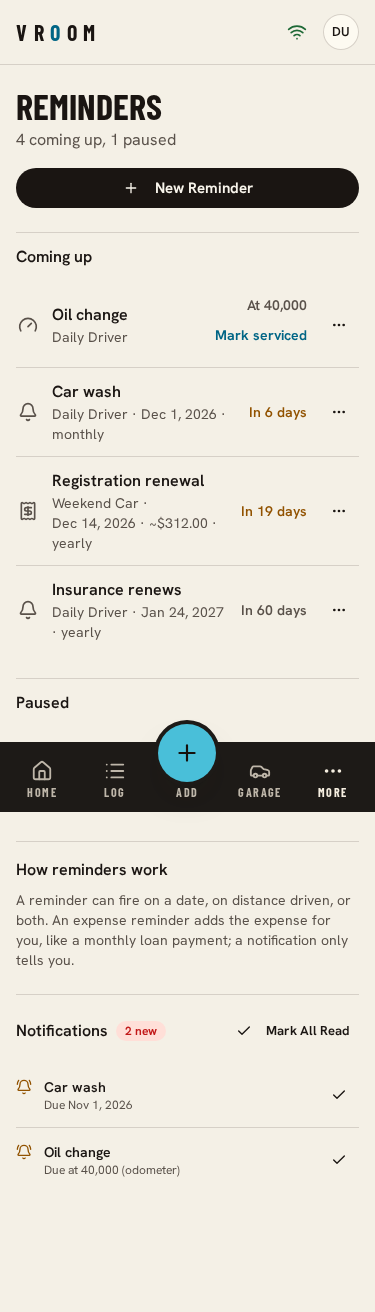 VROOM
DU
REMINDERS
4 coming up, 1 paused
New Reminder
Coming up
Oil change
Daily Driver
At 40,000
Mark serviced
Car wash
Daily Driver · Dec 1, 2026 ·
monthly
In 6 days
Registration renewal
Weekend Car ·
Dec 14, 2026 · ~$312.00 ·
yearly
In 19 days
Insurance renews
Daily Driver · Jan 24, 2027
· yearly
In 60 days
Paused
HOME
LOG
ADD
GARAGE
MORE
How reminders work
A reminder can fire on a date, on distance driven, or
both. An expense reminder adds the expense for
you, like a monthly loan payment; a notification only
tells you.
Notifications
2 new
Mark All Read
Car wash
Due Nov 1, 2026
Oil change
Due at 40,000 (odometer)